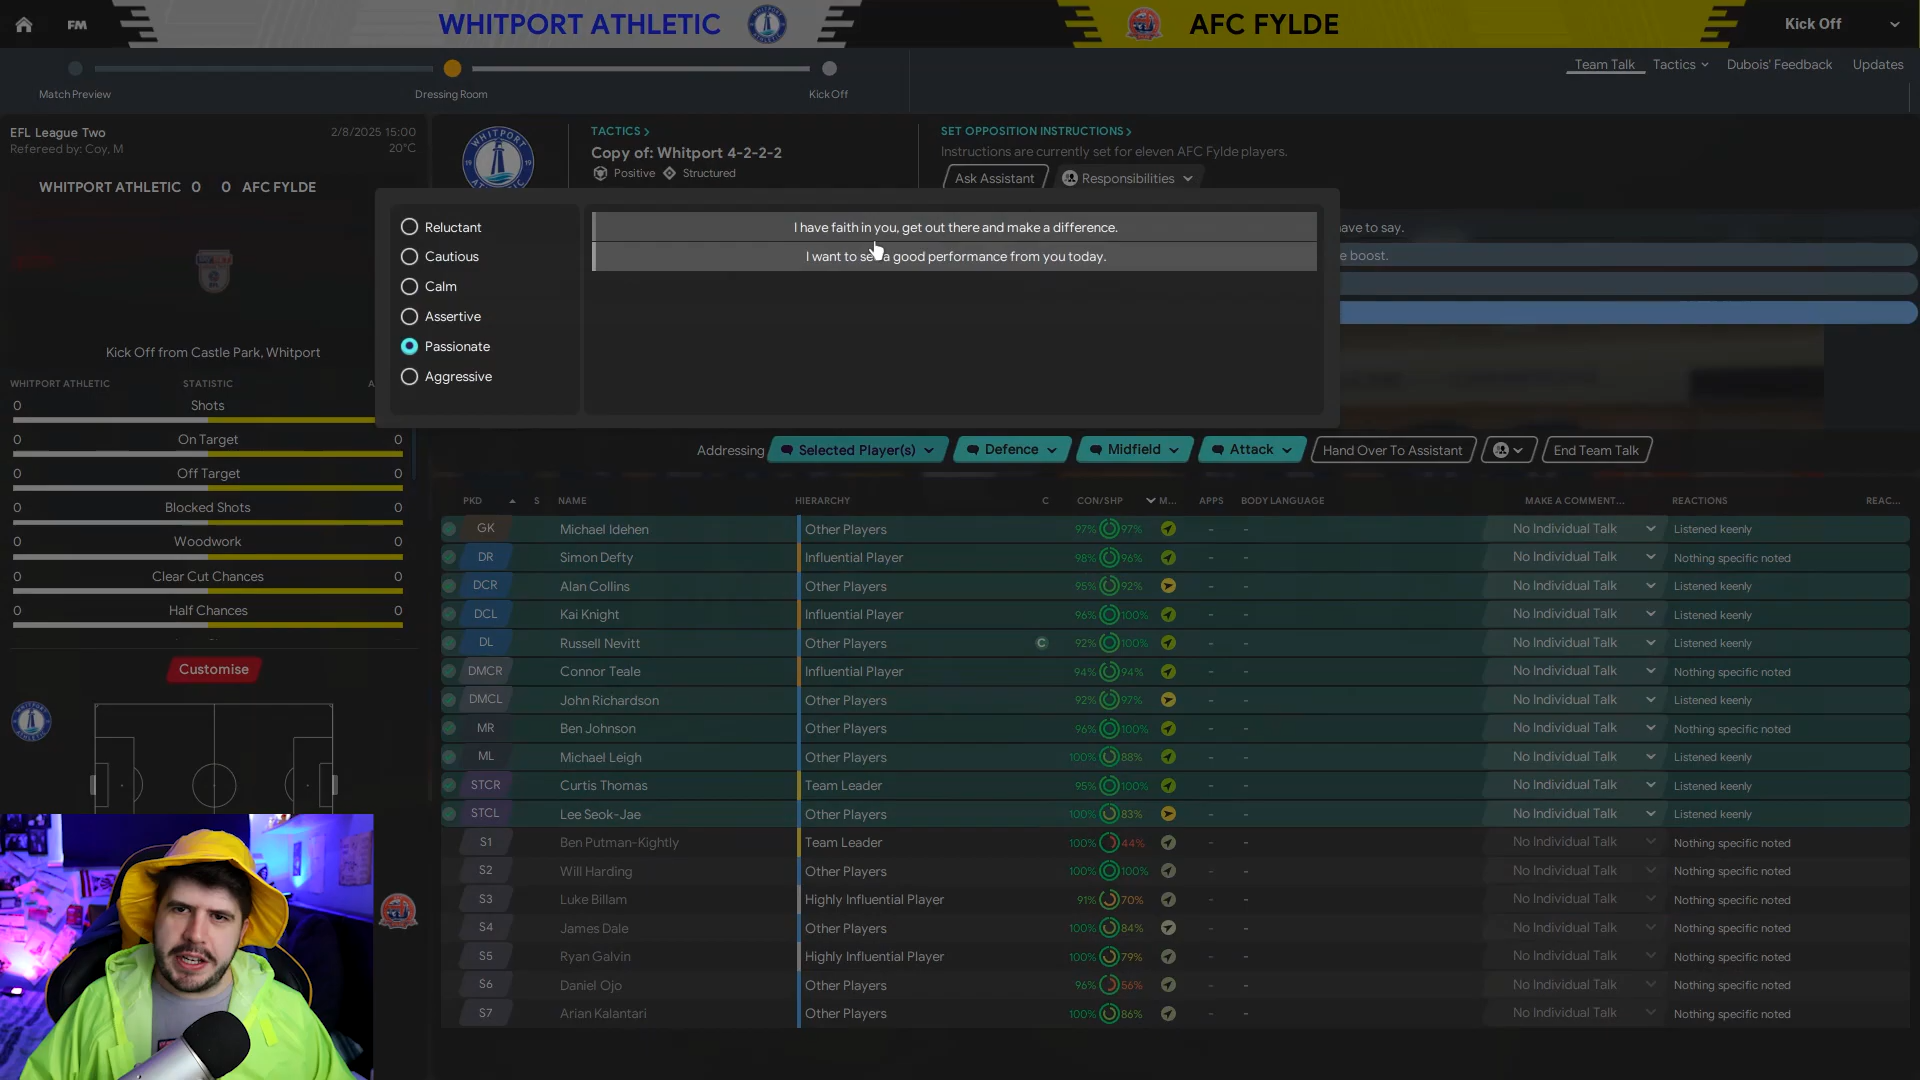 FM
WHITPORT ATHLETIC
AFC FYLDE
Kick Off
Match Preview
Dressing Room
Kick Off
Team Talk
Tactics
Dubois' Feedback
Updates
EFL League Two
2/8/2025 15:00
Refereed by: Coy, M
20°C
WHITPORT ATHLETIC 0 0 AFC FYLDE
Kick Off from Castle Park, Whitport
TACTICS >
Copy of: Whitport 4-2-2-2
Positive Structured
SET OPPOSITION INSTRUCTIONS >
Instructions are currently set for eleven AFC Fylde players.
Ask Assistant
Responsibilities
Reluctant
Cautious
Calm
Assertive
Passionate
Aggressive
I have faith in you, get out there and make a difference.
I want to see a good performance from you today.
ave to say.
e boost.
WHITPORT ATHLETIC STATISTIC A
0 Shots
0 On Target 0
0 Off Target 0
0 Blocked Shots 0
0 Woodwork 0
0 Clear Cut Chances 0
0 Half Chances 0
Customise
Addressing Selected Player(s) Defence Midfield Attack Hand Over To Assistant End Team Talk
PKD S NAME HIERARCHY C CON/SHP M... APPS BODY LANGUAGE MAKE A COMMENT... REACTIONS REAC...
GK Michael Idehen Other Players 97% 97% - - No Individual Talk Listened keenly
DR Simon Defty Influential Player 98% 96% - - No Individual Talk Nothing specific noted
DCR Alan Collins Other Players 95% 92% - - No Individual Talk Listened keenly
DCL Kai Knight Influential Player 96% 100% - - No Individual Talk Listened keenly
DL Russell Nevitt Other Players C 92% 100% - - No Individual Talk Listened keenly
DMCR Connor Teale Influential Player 94% 94% - - No Individual Talk Nothing specific noted
DMCL John Richardson Other Players 92% 97% - - No Individual Talk Listened keenly
MR Ben Johnson Other Players 96% 100% - - No Individual Talk Nothing specific noted
ML Michael Leigh Other Players 100% 88% - - No Individual Talk Listened keenly
STCR Curtis Thomas Team Leader 95% 100% - - No Individual Talk Listened keenly
STCL Lee Seok-Jae Other Players 100% 83% - - No Individual Talk Listened keenly
S1 Ben Putman-Kightly Team Leader 100% 44% - - No Individual Talk Nothing specific noted
S2 Will Harding Other Players 100% 100% - - No Individual Talk Nothing specific noted
S3 Luke Billam Highly Influential Player 91% 70% - - No Individual Talk Nothing specific noted
S4 James Dale Other Players 100% 84% - - No Individual Talk Nothing specific noted
S5 Ryan Galvin Highly Influential Player 100% 79% - - No Individual Talk Nothing specific noted
S6 Daniel Ojo Other Players 96% 56% - - No Individual Talk Nothing specific noted
S7 Arian Kalantari Other Players 100% 86% - - No Individual Talk Nothing specific noted